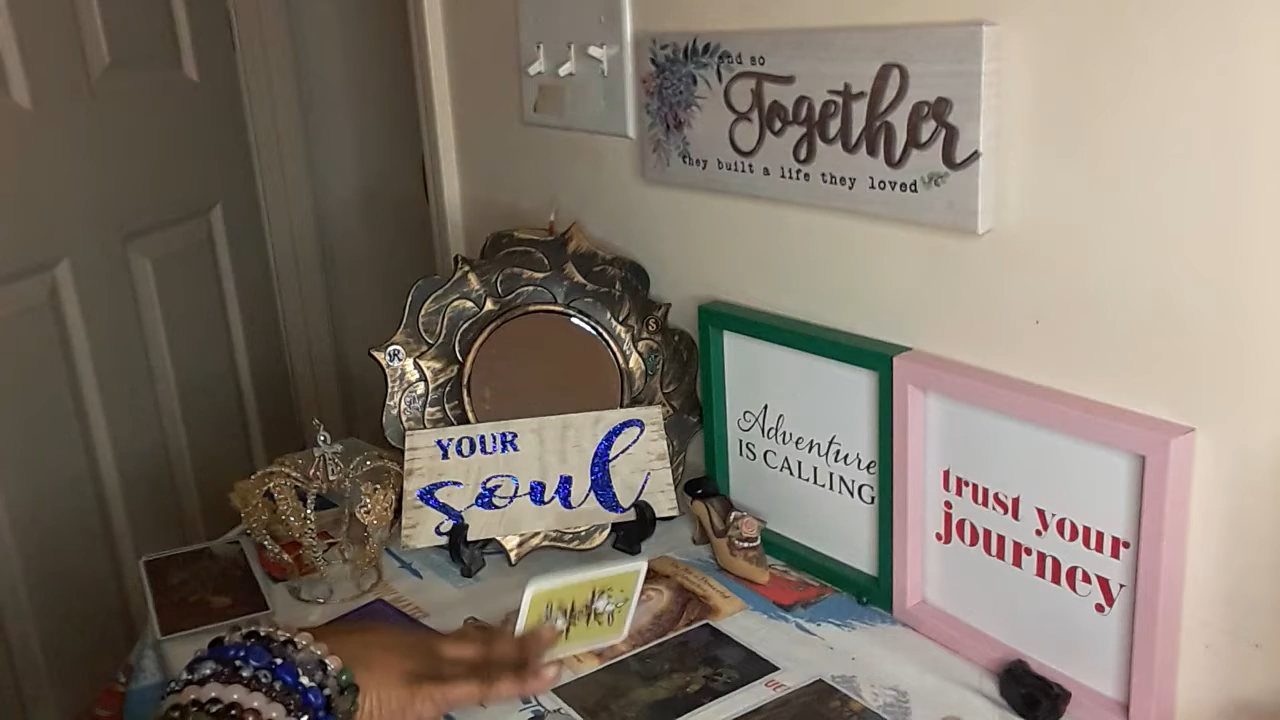 and so
Together
they built a life they loved
YOUR
soul
Adventure
IS CALLING
trust your
journey